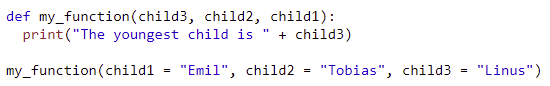 def my_function(child3, child2, child1):
  print("The youngest child is " + child3)

my_function(child1 = "Emil", child2 = "Tobias", child3 = "Linus")